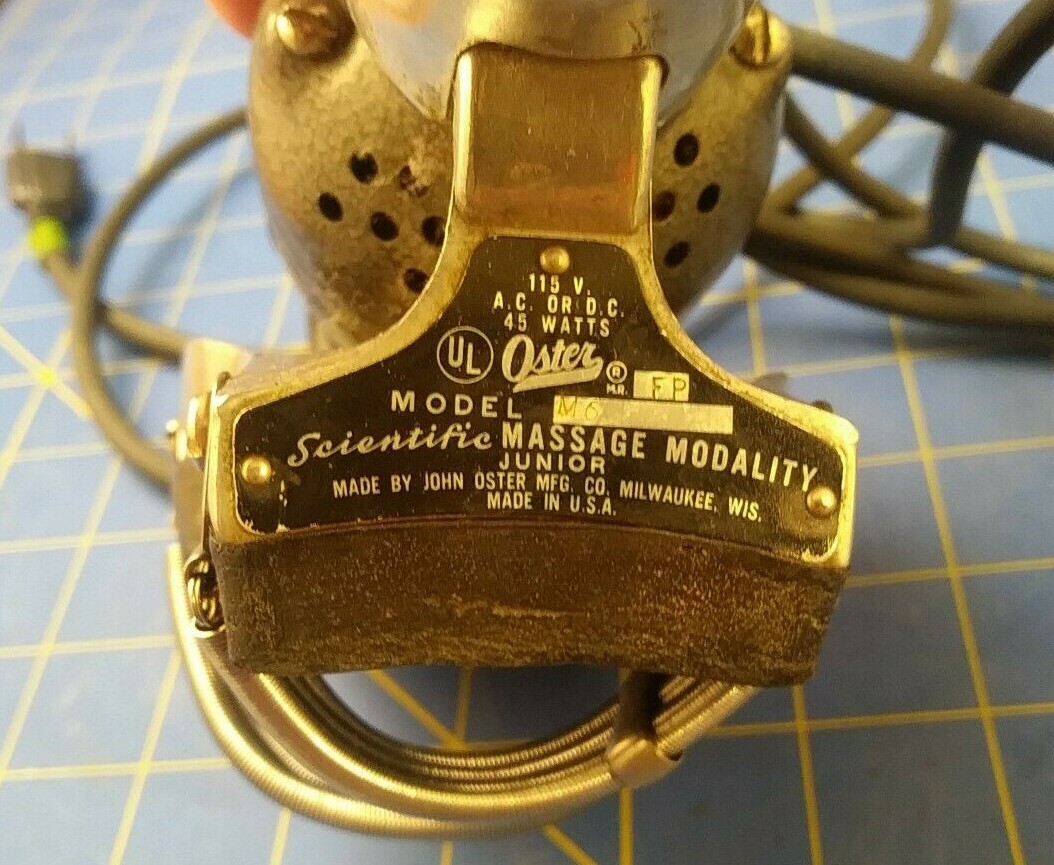 115 V.
A.C. OR D.C.
45 WATTS
UL Oster ® M.R. FP
MODEL M6
Scientific MASSAGE MODALITY
JUNIOR
MADE BY JOHN OSTER MFG. CO. MILWAUKEE, WIS.
MADE IN U.S.A.